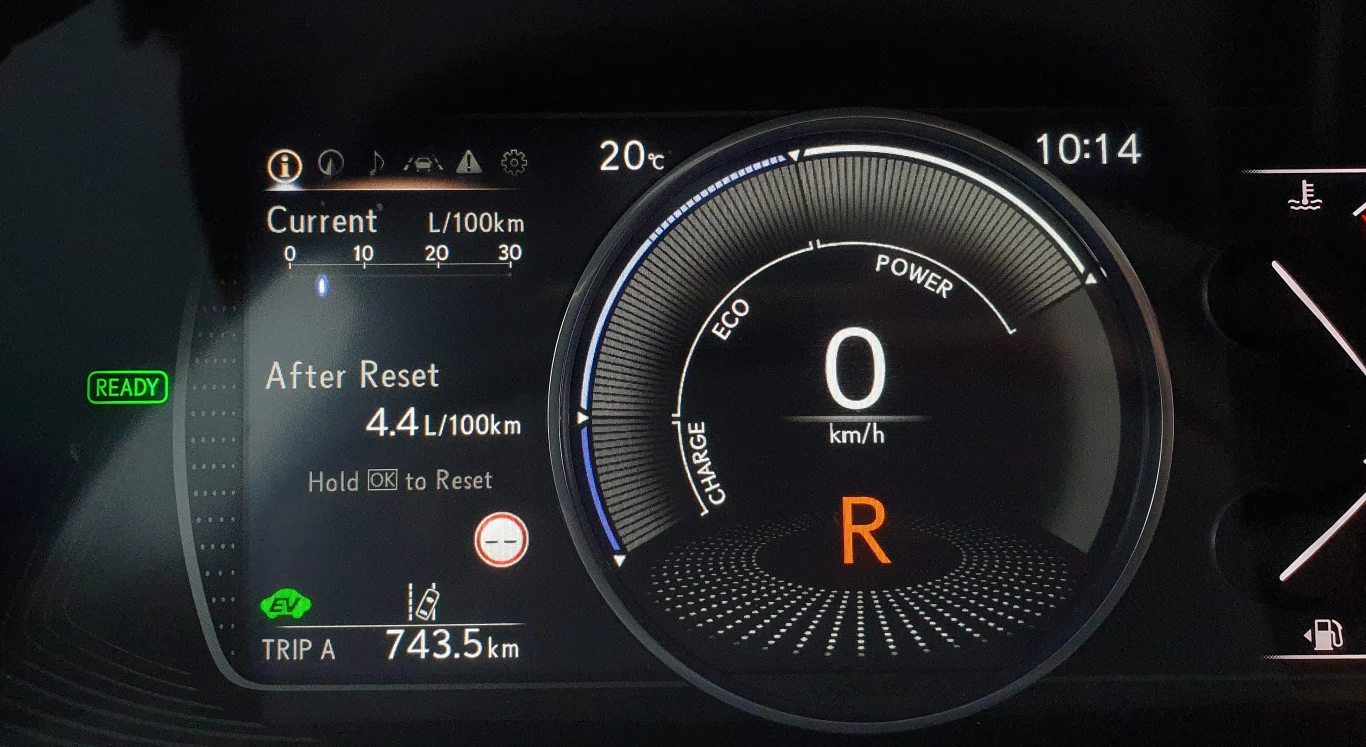 20°C
10:14
Current L/100km
0 10 20 30
After Reset
4.4 L/100km
Hold OK to Reset
READY
EV
TRIP A 743.5 km
CHARGE
ECO
POWER
0
km/h
R